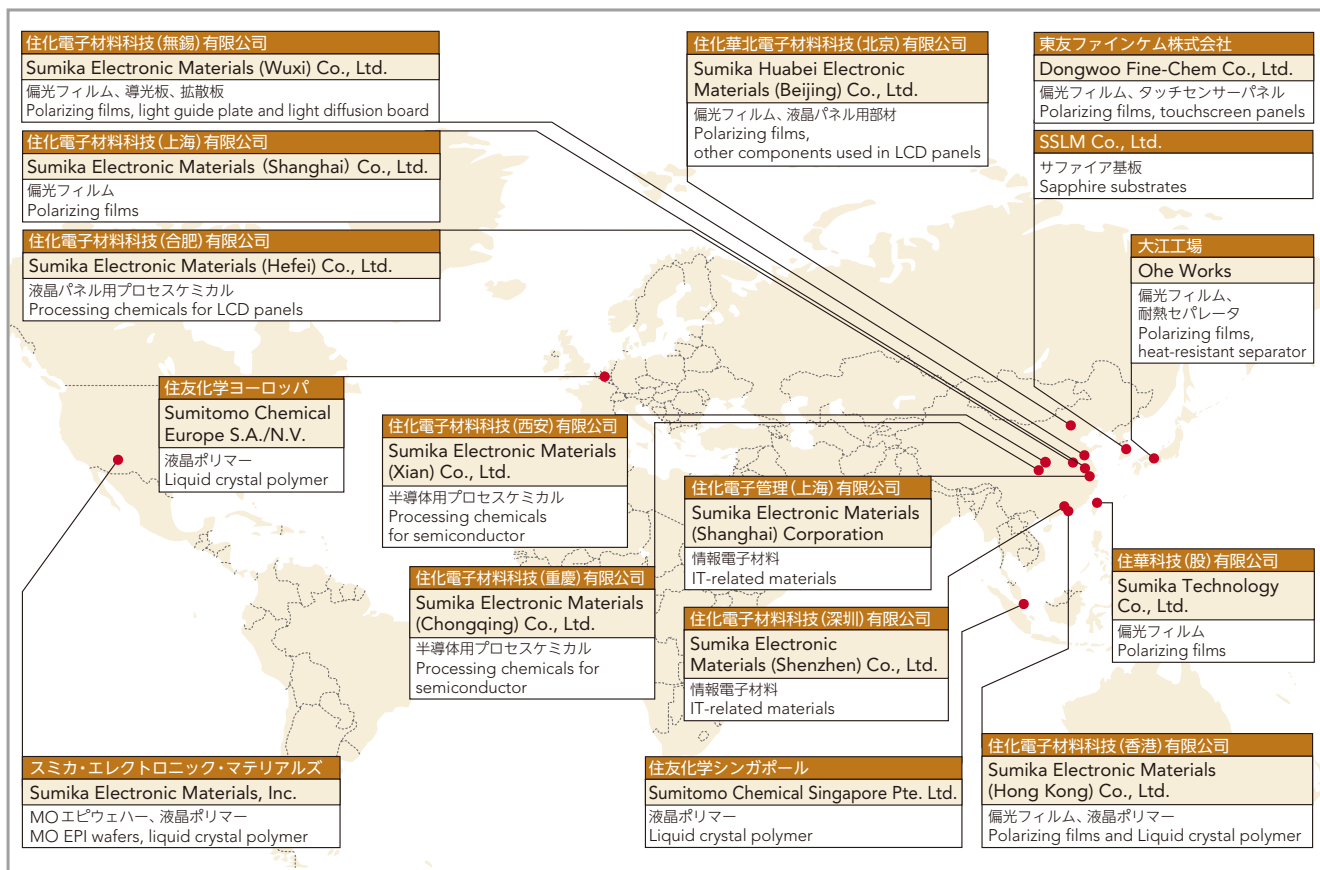 住化電子材料科技(無錫)有限公司
Sumika Electronic Materials (Wuxi) Co., Ltd.
偏光フィルム、導光板、拡散板
Polarizing films, light guide plate and light diffusion board
住化電子材料科技(上海)有限公司
Sumika Electronic Materials (Shanghai) Co., Ltd.
偏光フィルム
Polarizing films
住化電子材料科技(合肥)有限公司
Sumika Electronic Materials (Hefei) Co., Ltd.
液晶パネル用プロセスケミカル
Processing chemicals for LCD panels
住化華北電子材料科技(北京)有限公司
Sumika Huabei Electronic
Materials (Beijing) Co., Ltd.
偏光フィルム、液晶パネル用部材
Polarizing films,
other components used in LCD panels
東友ファインケム株式会社
Dongwoo Fine-Chem Co., Ltd.
偏光フィルム、タッチセンサーパネル
Polarizing films, touchscreen panels
SSLM Co., Ltd.
サファイア基板
Sapphire substrates
大江工場
Ohe Works
偏光フィルム、
耐熱セパレータ
Polarizing films,
heat-resistant separator
住友化学ヨーロッパ
Sumitomo Chemical
Europe S.A./N.V.
液晶ポリマー
Liquid crystal polymer
住化電子材料科技(西安)有限公司
Sumika Electronic Materials
(Xian) Co., Ltd.
半導体用プロセスケミカル
Processing chemicals
for semiconductor
住化電子管理(上海)有限公司
Sumika Electronic Materials
(Shanghai) Corporation
情報電子材料
IT-related materials
住化電子材料科技(重慶)有限公司
Sumika Electronic Materials
(Chongqing) Co., Ltd.
半導体用プロセスケミカル
Processing chemicals for
semiconductor
住化電子材料科技(深圳)有限公司
Sumika Electronic
Materials (Shenzhen) Co., Ltd.
情報電子材料
IT-related materials
住華科技(股)有限公司
Sumika Technology
Co., Ltd.
偏光フィルム
Polarizing films
スミカ・エレクトロニック・マテリアルズ
Sumika Electronic Materials, Inc.
MOエピウェハー、液晶ポリマー
MO EPI wafers, liquid crystal polymer
住友化学シンガポール
Sumitomo Chemical Singapore Pte. Ltd.
液晶ポリマー
Liquid crystal polymer
住化電子材料科技(香港)有限公司
Sumika Electronic Materials
(Hong Kong) Co., Ltd.
偏光フィルム、液晶ポリマー
Polarizing films and Liquid crystal polymer